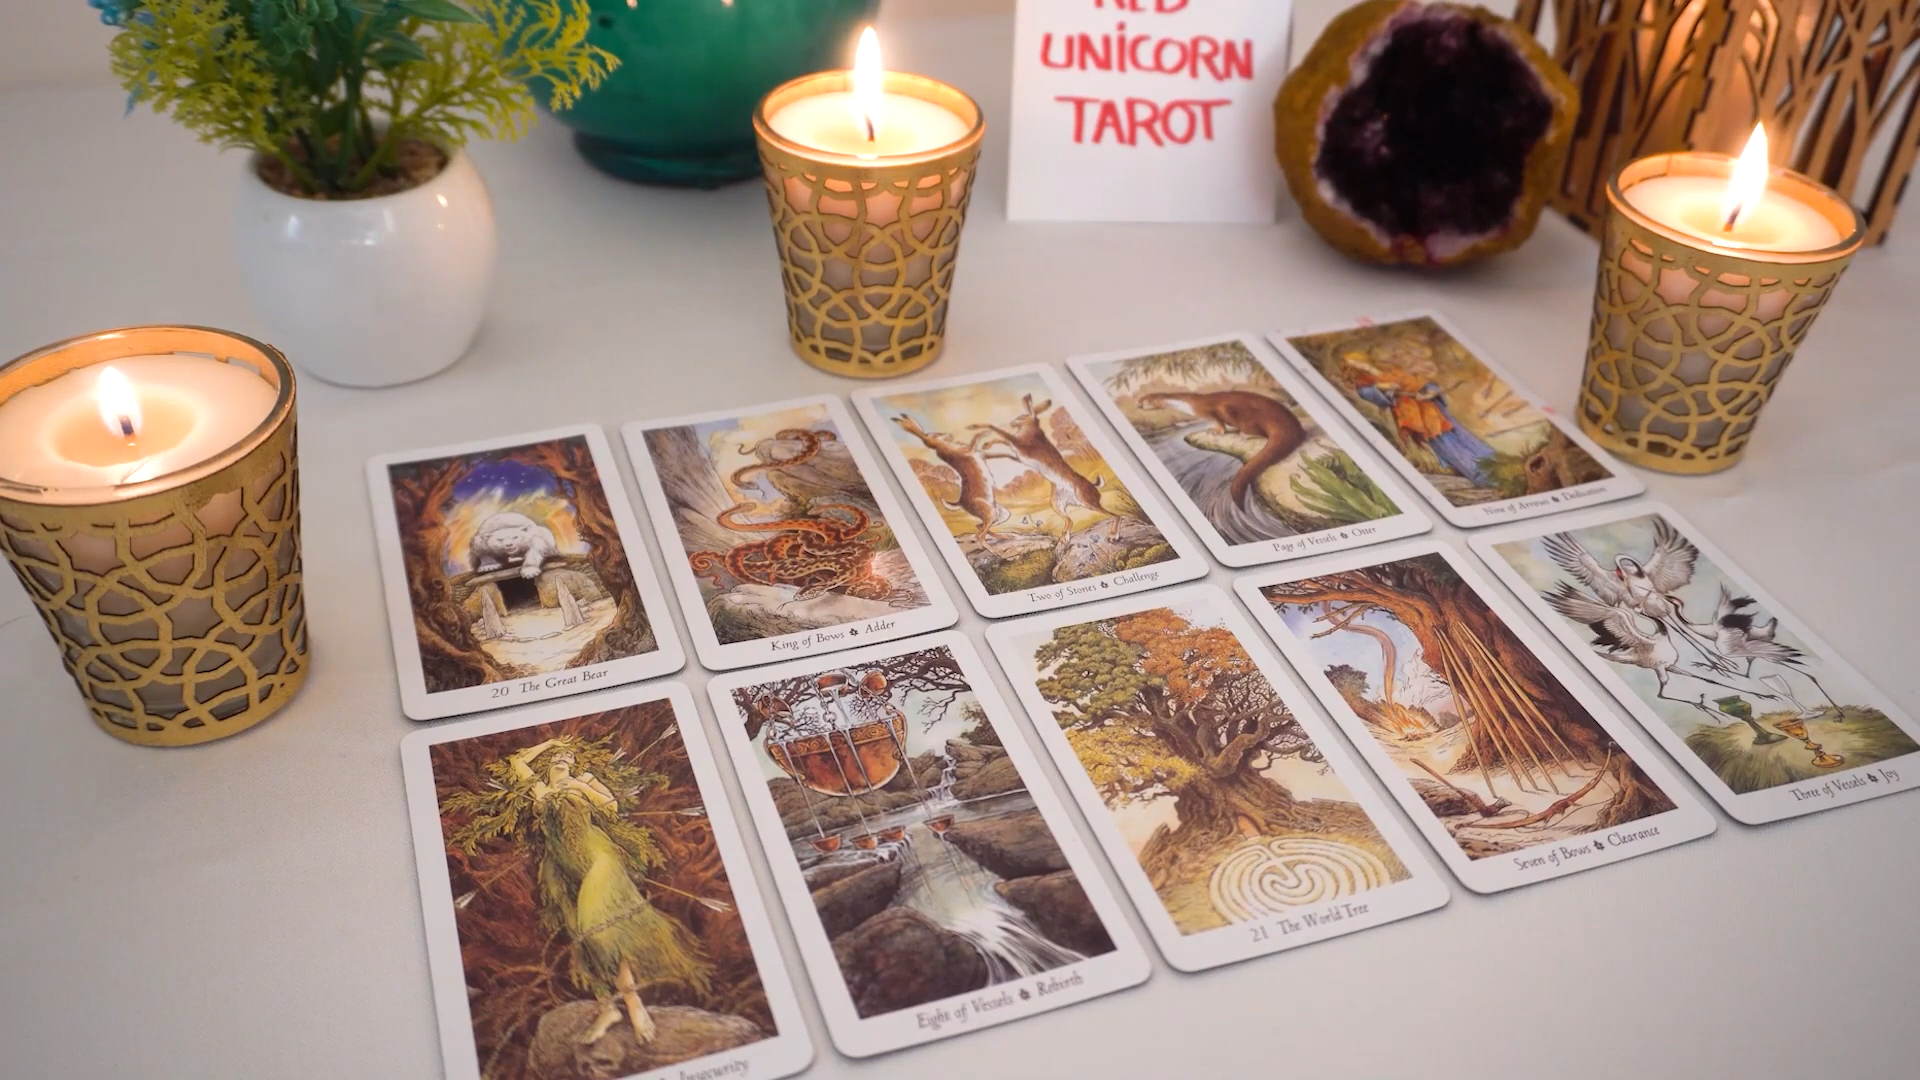 RED
UNICORN
TAROT
20 The Great Bear
King of Bows Adder
Two of Stones Challenge
Page of Vessels Otter
Nine of Arrows Dedication
Insecurity
Eight of Vessels Rebirth
21 The World Tree
Seven of Bows Clearance
Three of Vessels Joy